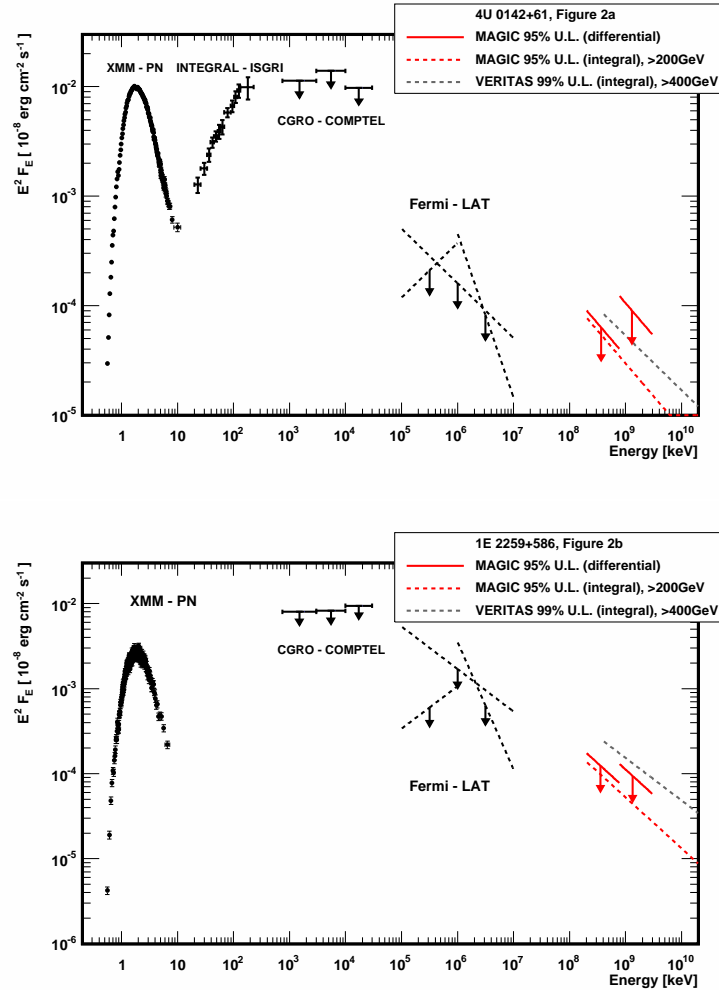 4U 0142+61, Figure 2a
MAGIC 95% U.L. (differential)
MAGIC 95% U.L. (integral), >200GeV
VERITAS 99% U.L. (integral), >400GeV
XMM - PN
INTEGRAL - ISGRI
CGRO - COMPTEL
Fermi - LAT
E² F_E [ 10⁻⁸ erg cm⁻² s⁻¹ ]
10⁻²
10⁻³
10⁻⁴
10⁻⁵
1 10 10² 10³ 10⁴ 10⁵ 10⁶ 10⁷ 10⁸ 10⁹ 10¹⁰
Energy [keV]
1E 2259+586, Figure 2b
MAGIC 95% U.L. (differential)
MAGIC 95% U.L. (integral), >200GeV
VERITAS 99% U.L. (integral), >400GeV
XMM - PN
CGRO - COMPTEL
Fermi - LAT
E² F_E [ 10⁻⁸ erg cm⁻² s⁻¹ ]
10⁻²
10⁻³
10⁻⁴
10⁻⁵
10⁻⁶
1 10 10² 10³ 10⁴ 10⁵ 10⁶ 10⁷ 10⁸ 10⁹ 10¹⁰
Energy [keV]